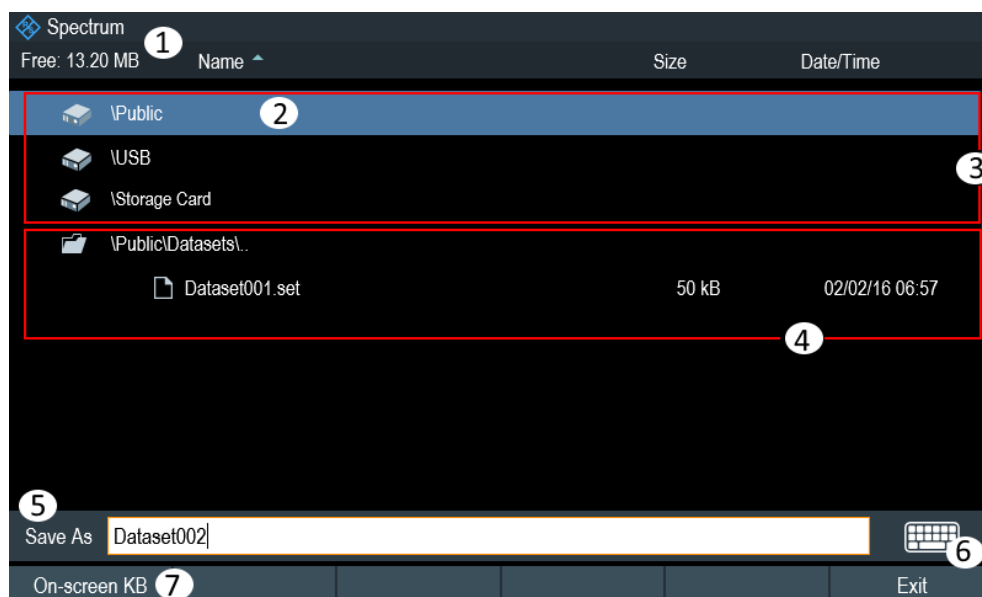 Spectrum
1
Free: 13.20 MB Name Size Date/Time
\Public 2
\USB
3
\Storage Card
\Public\Datasets\..
Dataset001.set 50 kB 02/02/16 06:57
4
5
Save As Dataset002
6
On-screen KB 7 Exit